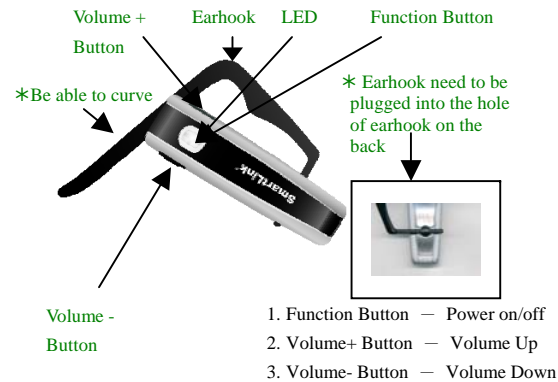 Volume +
Button
Earhook
LED
Function Button
＊Be able to curve
＊ Earhook need to be
plugged into the hole
of earhook on the
back
SmartLink
Volume -
Button
1. Function Button － Power on/off
2. Volume+ Button － Volume Up
3. Volume- Button － Volume Down